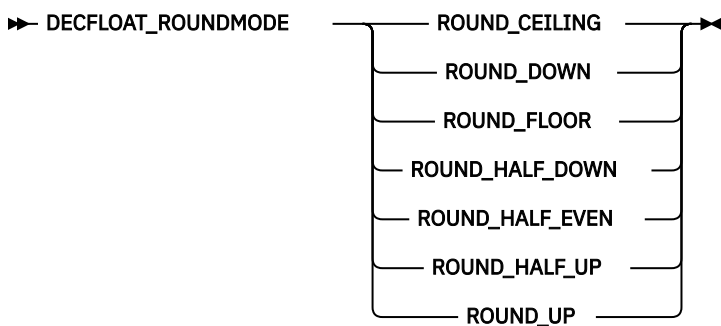 DECFLOAT_ROUNDMODE ROUND_CEILING
ROUND_DOWN
ROUND_FLOOR
ROUND_HALF_DOWN
ROUND_HALF_EVEN
ROUND_HALF_UP
ROUND_UP